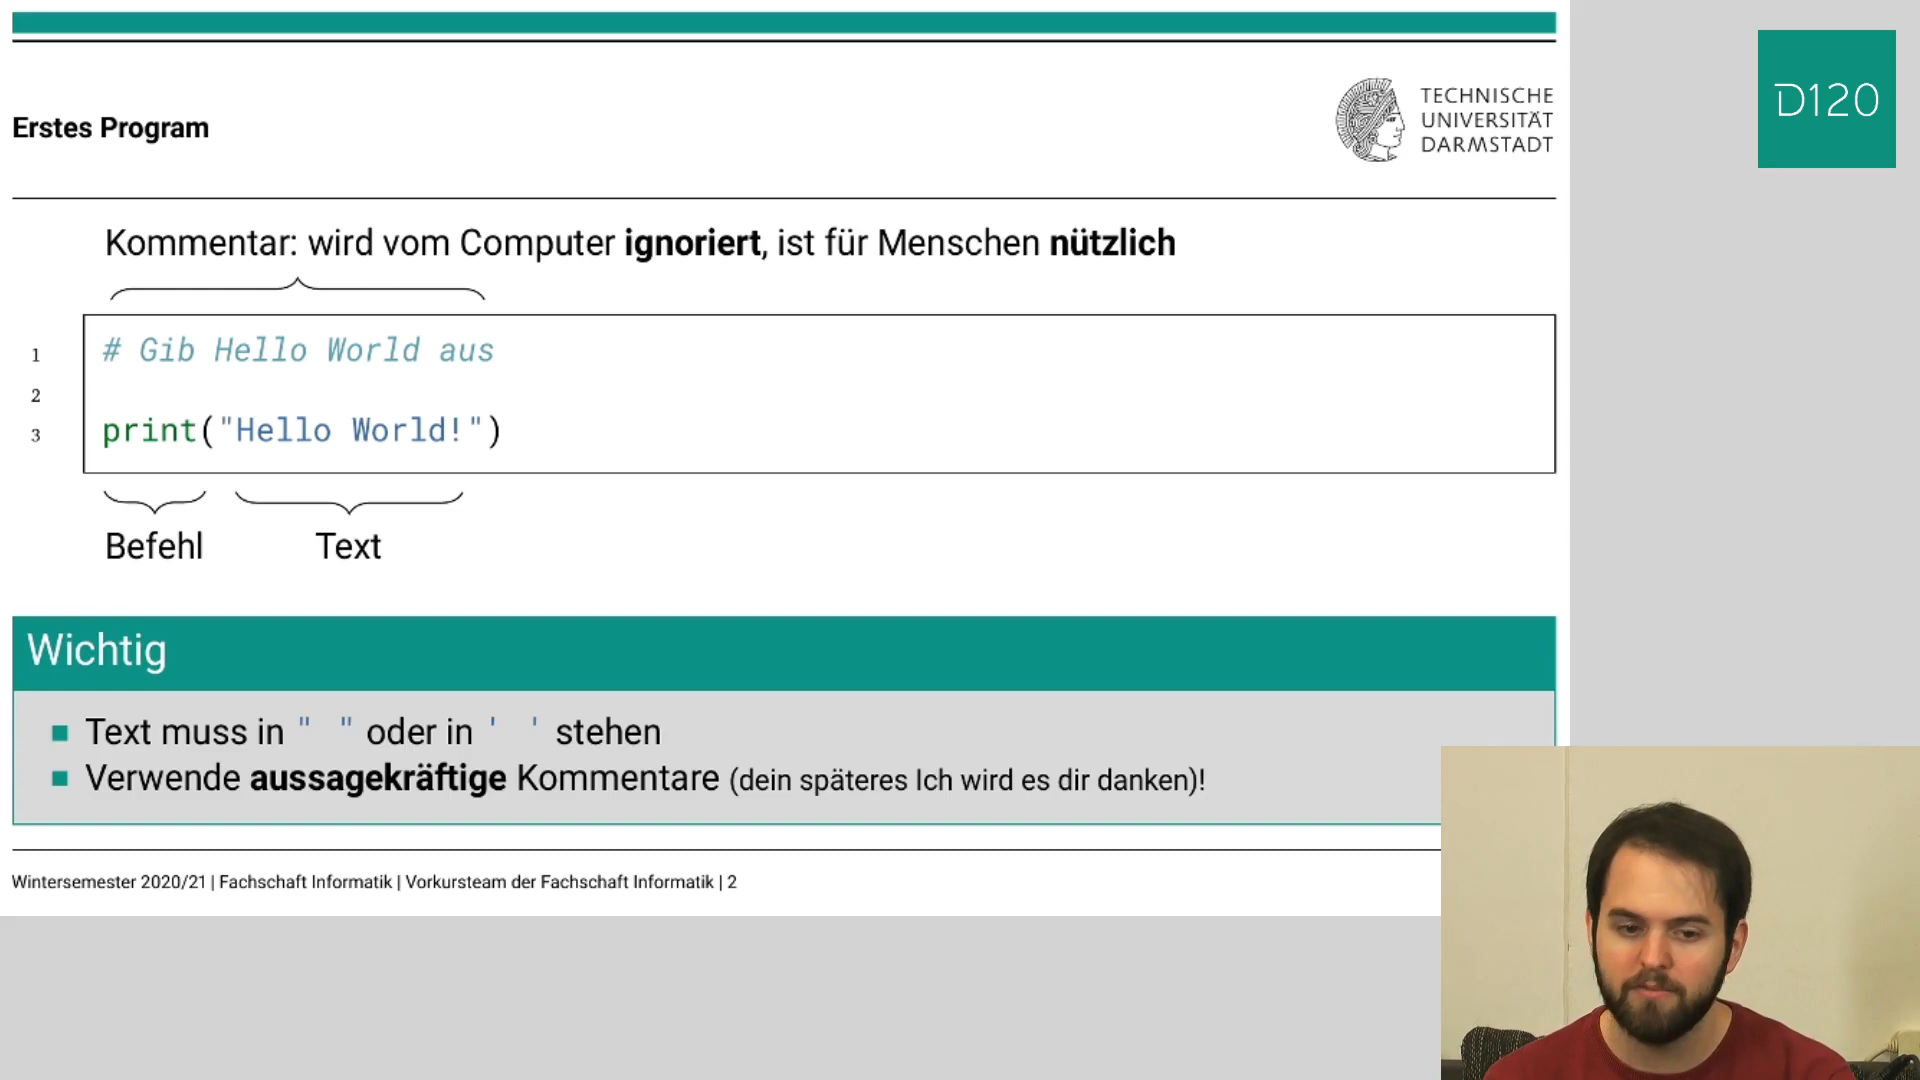 Erstes Program
TECHNISCHE
UNIVERSITÄT
DARMSTADT
D120
Kommentar: wird vom Computer ignoriert, ist für Menschen nützlich
1 # Gib Hello World aus
2
3 print("Hello World!")
Befehl Text
Wichtig
Text muss in " " oder in ' ' stehen
Verwende aussagekräftige Kommentare (dein späteres Ich wird es dir danken)!
Wintersemester 2020/21 | Fachschaft Informatik | Vorkursteam der Fachschaft Informatik | 2